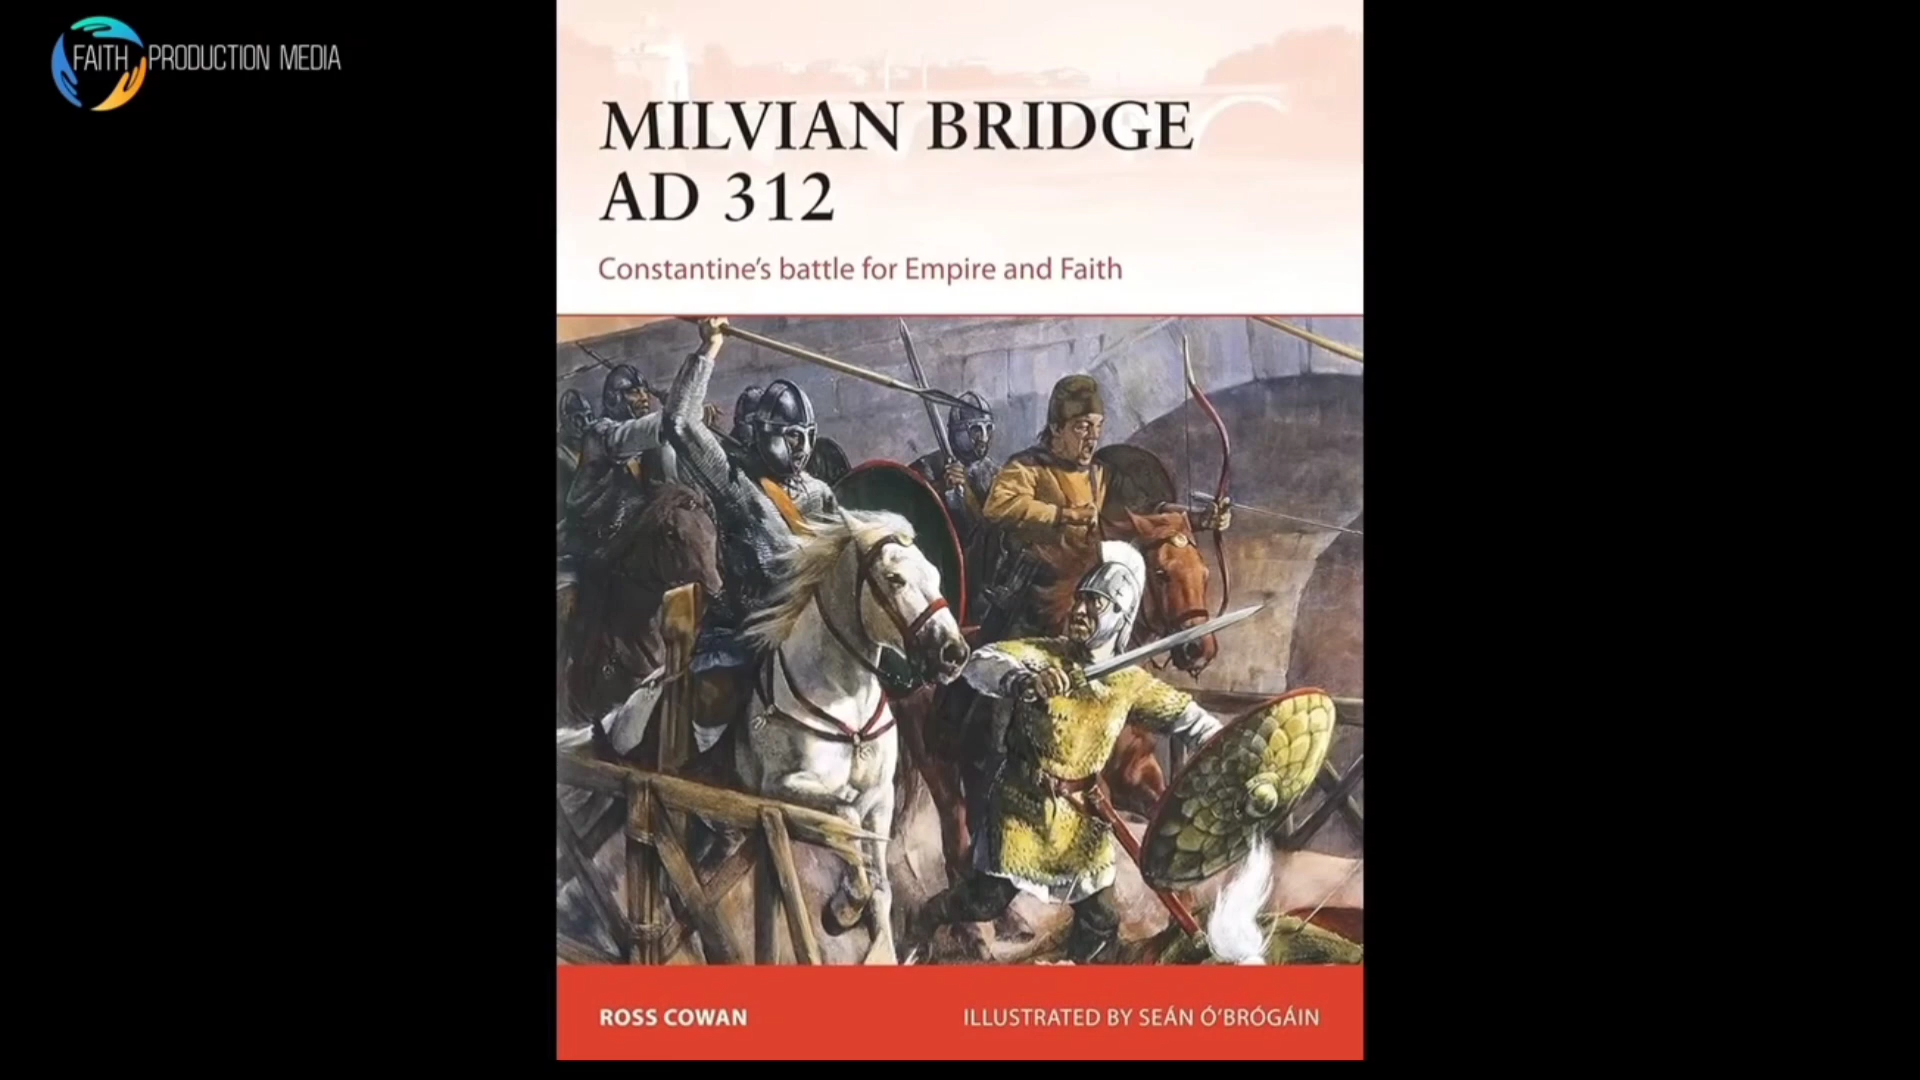 FAITH PRODUCTION MEDIA
MILVIAN BRIDGE
AD 312
Constantine's battle for Empire and Faith
ROSS COWAN
ILLUSTRATED BY SEÁN Ó'BRÓGÁIN